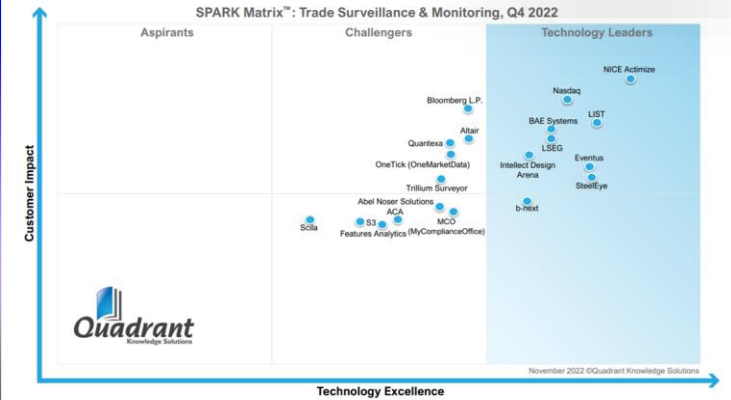 SPARK Matrix™: Trade Surveillance & Monitoring, Q4 2022
Aspirants
Challengers
Technology Leaders
NICE Actimize
Nasdaq
Bloomberg L.P.
LIST
BAE Systems
Altair
Quantexa
LSEG
OneTick (OneMarketData)
Intellect Design
Arena
Eventus
SteelEye
Trillium Surveyor
Abel Noser Solutions
b-next
ACA
MCO
(MyComplianceOffice)
Scila
S3
Features Analytics
Customer Impact
Quadrant
Knowledge Solutions
November 2022 ©Quadrant Knowledge Solutions
Technology Excellence